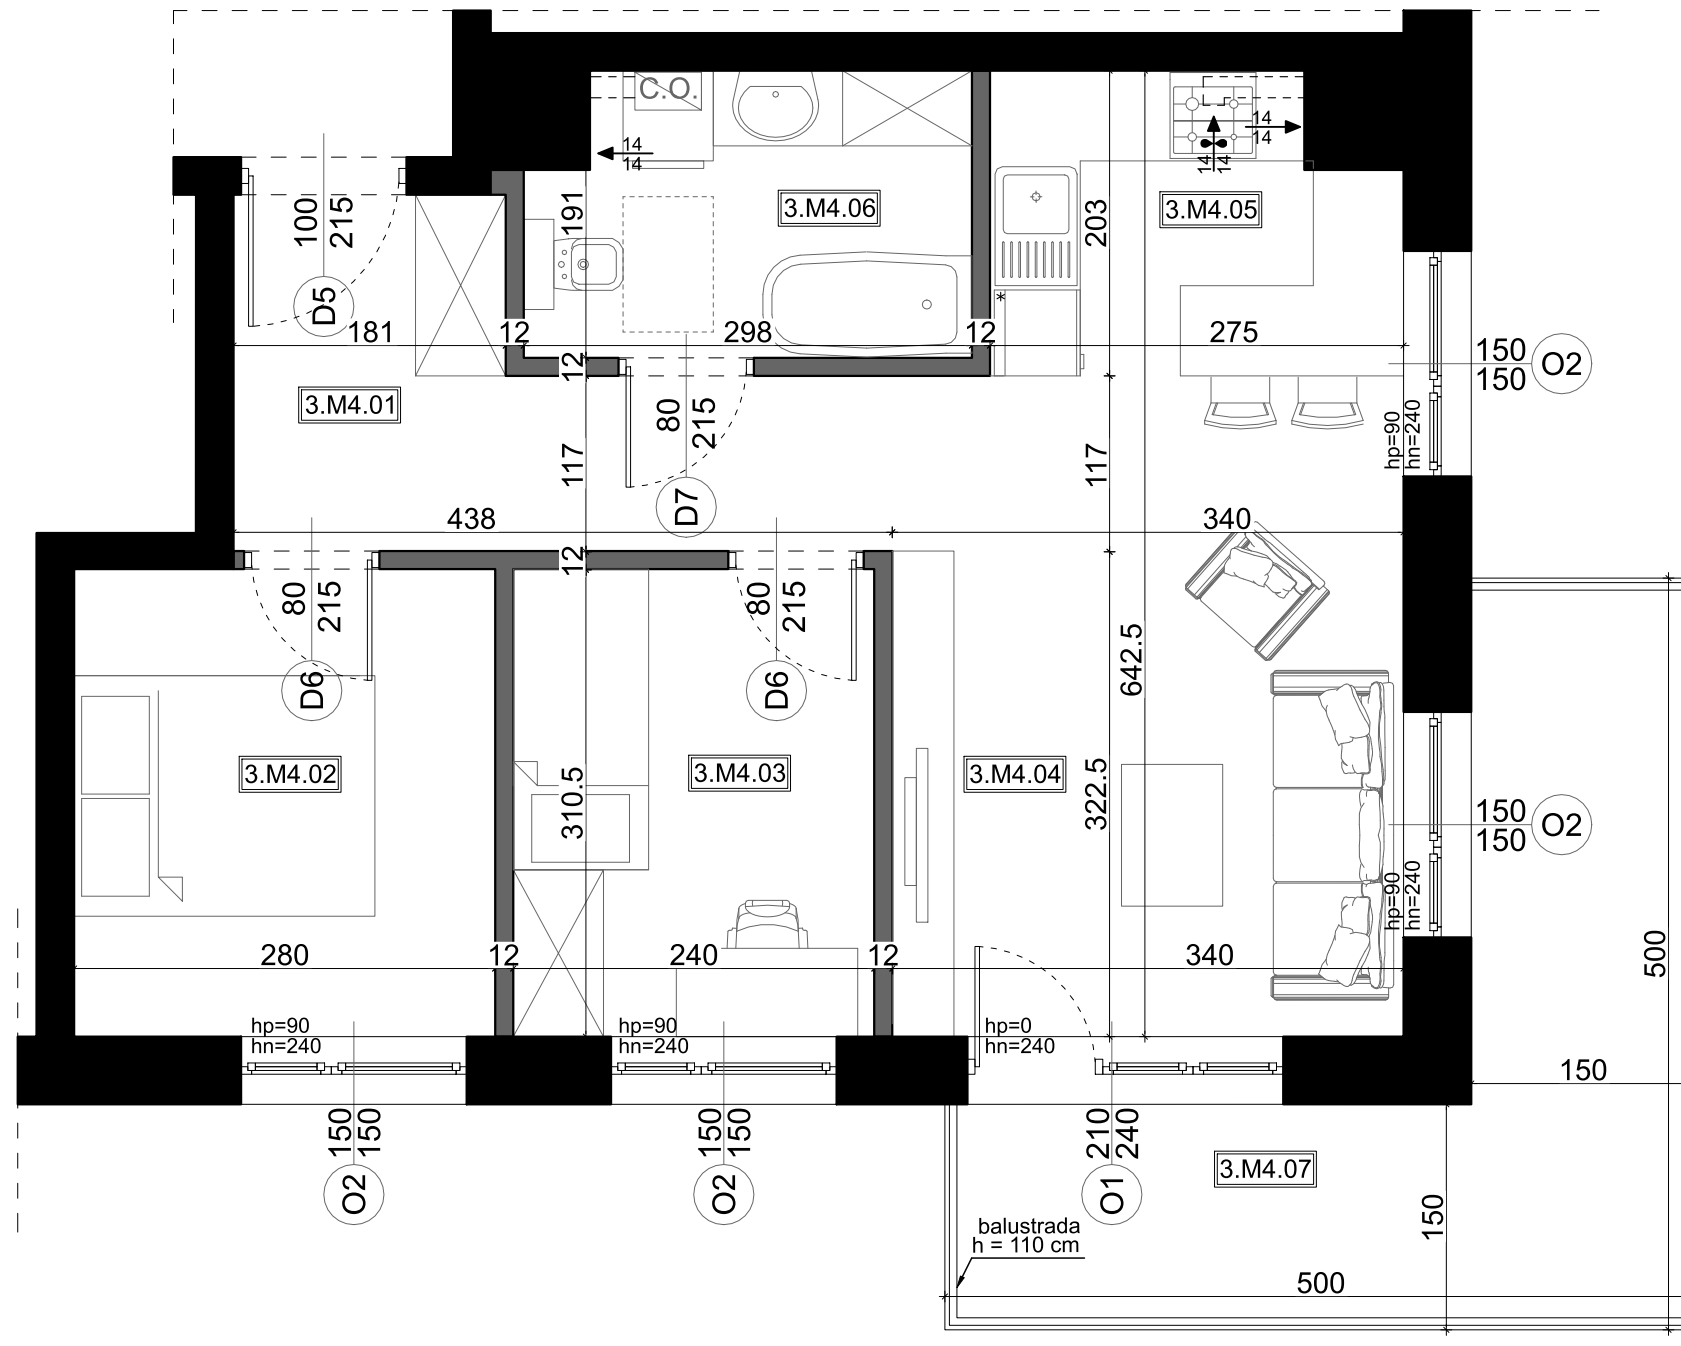 C.O.
14
14
14
14
14
14
100
215
D5
191
3.M4.06
203
3.M4.05
*
181
12
298
12
275
12
150
150
O2
3.M4.01
80
215
D7
117
117
hp=90
hn=240
438
340
12
80
215
D6
80
215
D6
642.5
3.M4.02
310.5
3.M4.03
3.M4.04
322.5
150
150
O2
hp=90
hn=240
280
12
240
12
340
500
hp=90
hn=240
hp=90
hn=240
hp=0
hn=240
150
150
150
O2
150
150
O2
210
240
O1
3.M4.07
150
balustrada
h = 110 cm
500